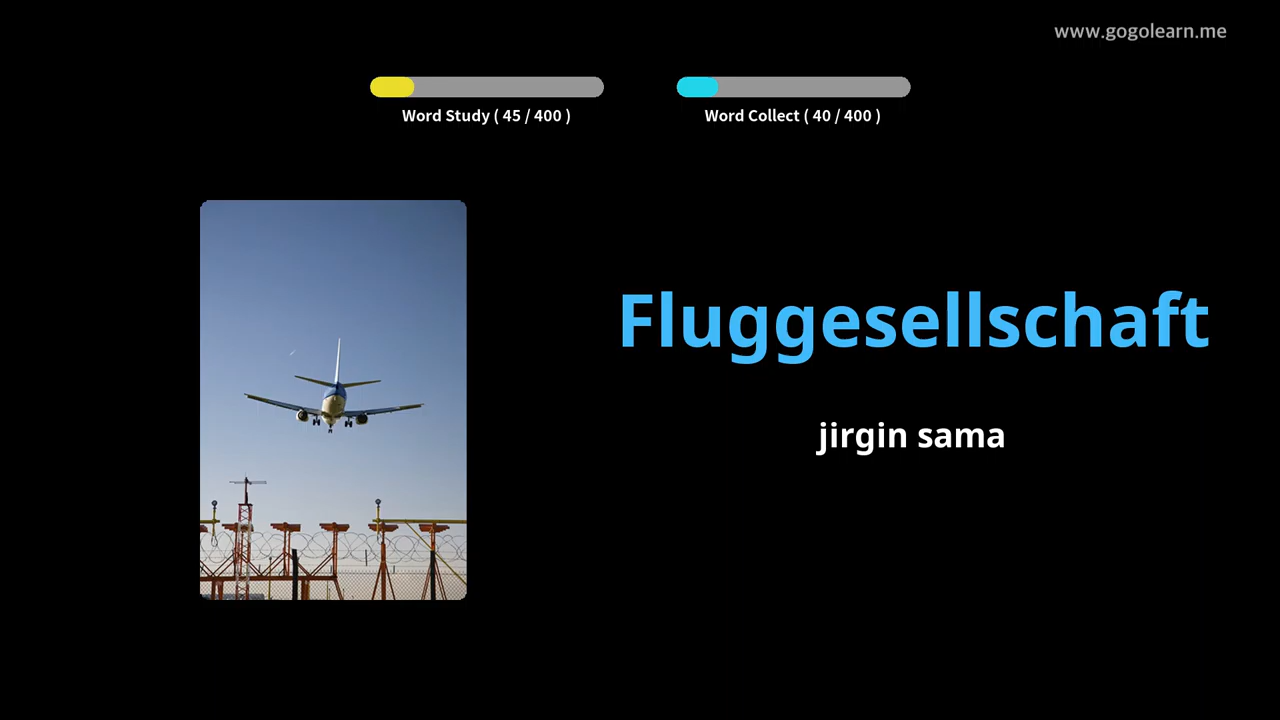 www.gogolearn.me
Word Study ( 45 / 400 )
Word Collect ( 40 / 400 )
Fluggesellschaft
jirgin sama